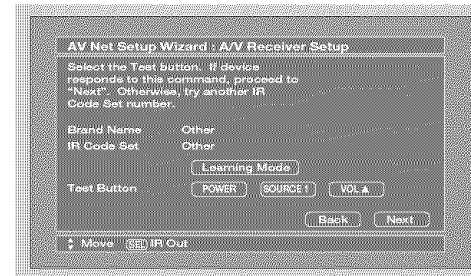 AV Net Setup Wizard : A/V Receiver Setup
Select the Test button. If device
responds to this command, proceed to
"Next". Otherwise, try another IR
Code Set number.
Brand Name Other
IR Code Set Other
Learning Mode
Test Button POWER SOURCE 1 VOL▲
Back Next
Move SEL IR Out